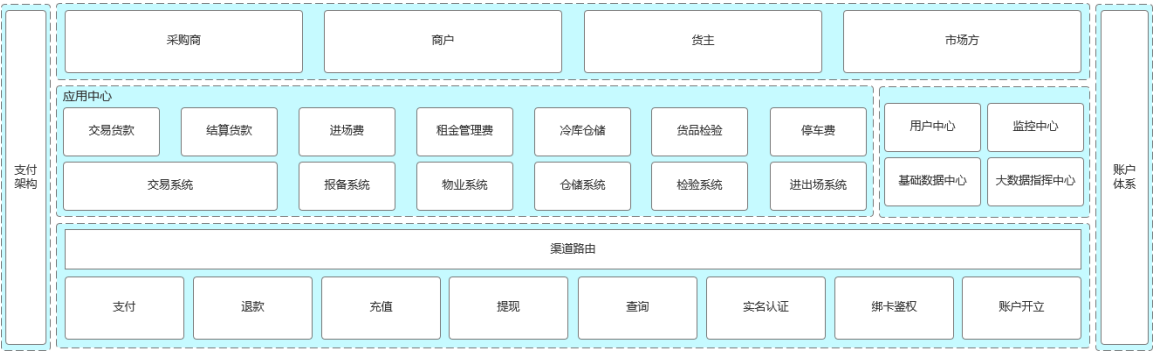 支付
架构
采购商
商户
货主
市场方
应用中心
交易货款
结算货款
进场费
租金管理费
冷库仓储
货品检验
停车费
交易系统
报备系统
物业系统
仓储系统
检验系统
进出场系统
用户中心
监控中心
基础数据中心
大数据指挥中心
渠道路由
支付
退款
充值
提现
查询
实名认证
绑卡鉴权
账户开立
账户
体系